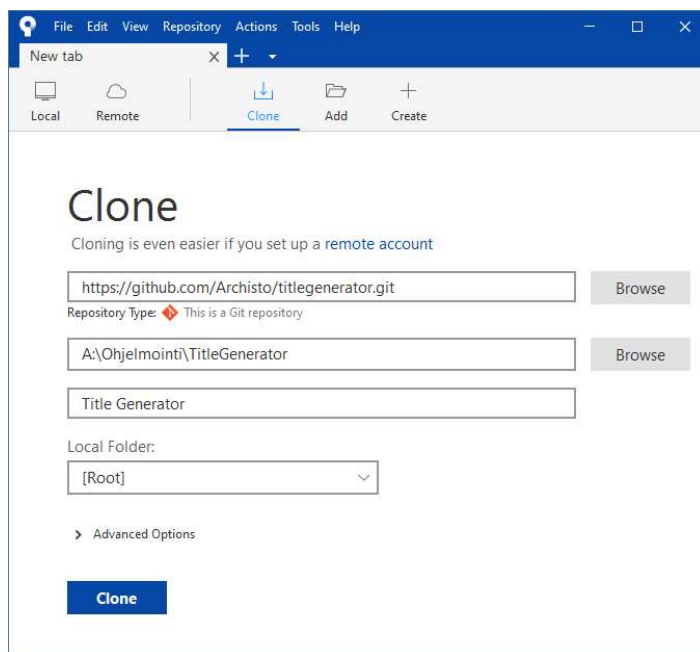 File Edit View Repository Actions Tools Help
New tab
Local Remote Clone Add Create
Clone
Cloning is even easier if you set up a remote account
https://github.com/Archisto/titlegenerator.git Browse
Repository Type: This is a Git repository
A:\Ohjelmointi\TitleGenerator Browse
Title Generator
Local Folder:
[Root]
Advanced Options
Clone